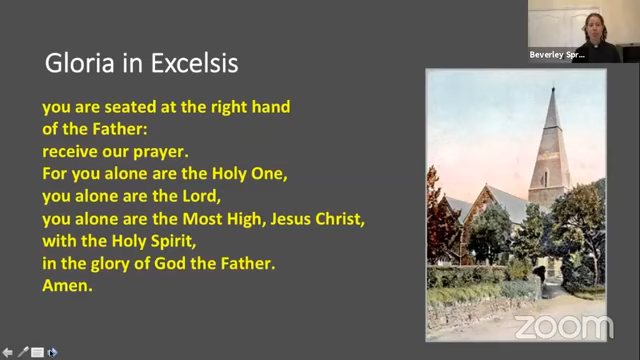 Gloria in Excelsis
you are seated at the right hand
of the Father:
receive our prayer.
For you alone are the Holy One,
you alone are the Lord,
you alone are the Most High, Jesus Christ,
with the Holy Spirit,
in the glory of God the Father.
Amen.
Beverley Spr...
zoom